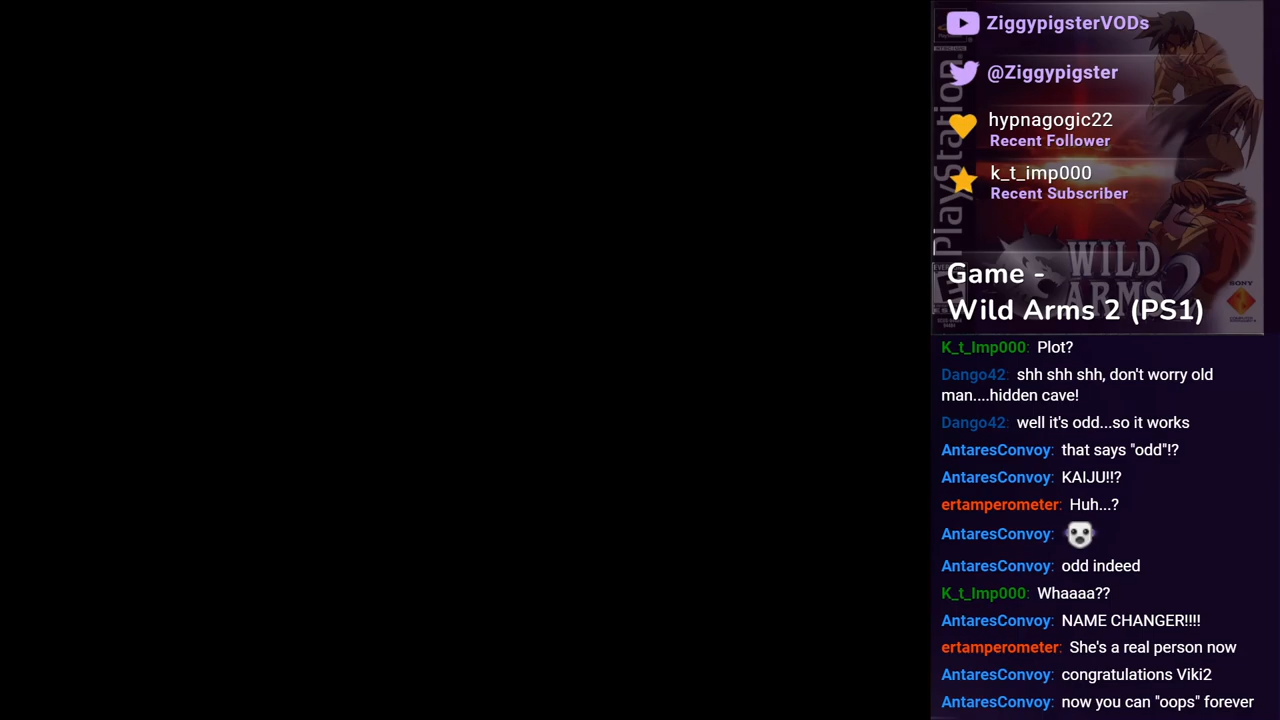 ZiggypigsterVODs
@Ziggypigster
hypnagogic22
Recent Follower
k_t_imp000
Recent Subscriber
PlayStation
WILD
ARMS 2
SONY
Game -
Wild Arms 2 (PS1)
K_t_Imp000: Plot?
Dango42: shh shh shh, don't worry old
man....hidden cave!
Dango42: well it's odd...so it works
AntaresConvoy: that says "odd"!?
AntaresConvoy: KAIJU!!?
ertamperometer: Huh...?
AntaresConvoy:
AntaresConvoy: odd indeed
K_t_Imp000: Whaaaa??
AntaresConvoy: NAME CHANGER!!!!
ertamperometer: She's a real person now
AntaresConvoy: congratulations Viki2
AntaresConvoy: now you can "oops" forever